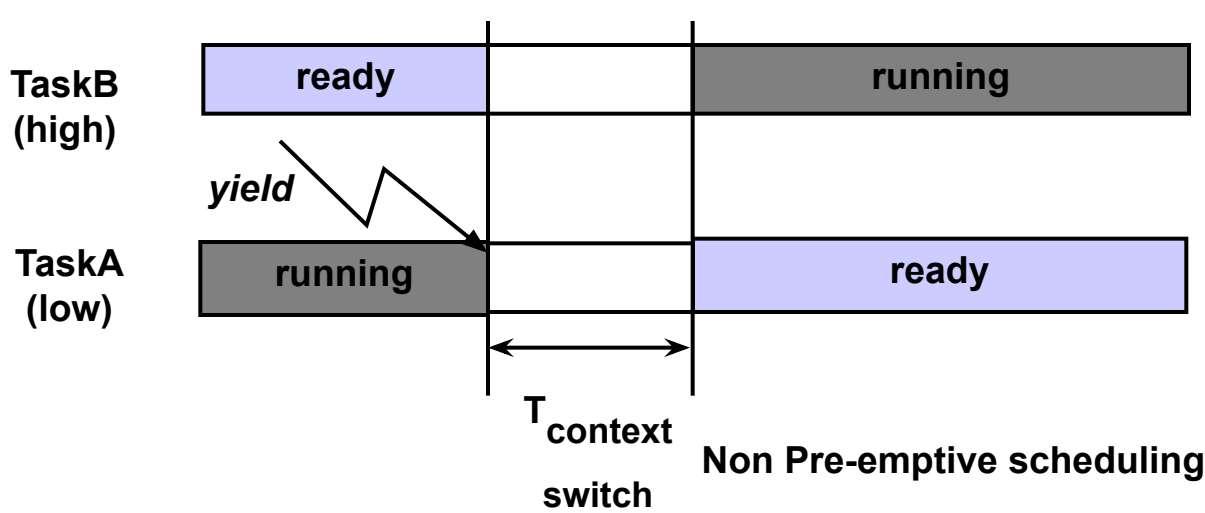 TaskB
(high)
ready
running
yield
TaskA
(low)
running
ready
T context
switch
Non Pre-emptive scheduling